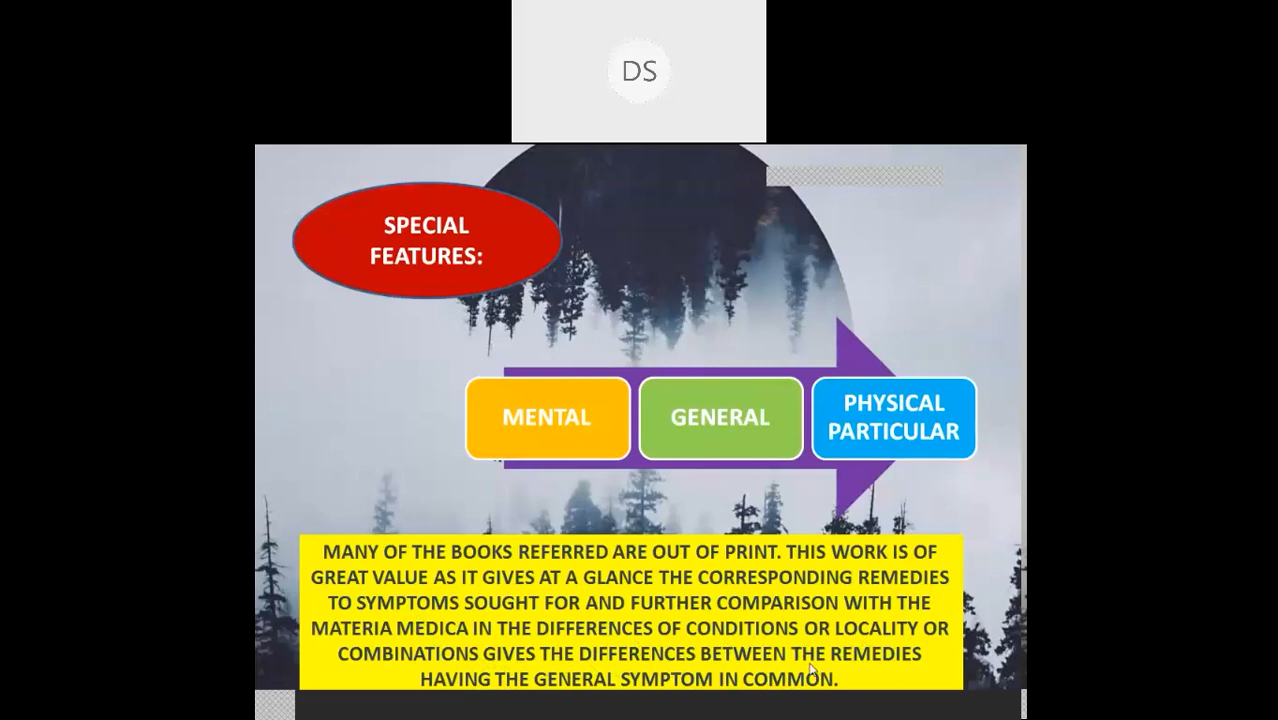 DS
SPECIAL
FEATURES:
MENTAL
GENERAL
PHYSICAL
PARTICULAR
MANY OF THE BOOKS REFERRED ARE OUT OF PRINT. THIS WORK IS OF
GREAT VALUE AS IT GIVES AT A GLANCE THE CORRESPONDING REMEDIES
TO SYMPTOMS SOUGHT FOR AND FURTHER COMPARISON WITH THE
MATERIA MEDICA IN THE DIFFERENCES OF CONDITIONS OR LOCALITY OR
COMBINATIONS GIVES THE DIFFERENCES BETWEEN THE REMEDIES
HAVING THE GENERAL SYMPTOM IN COMMON.